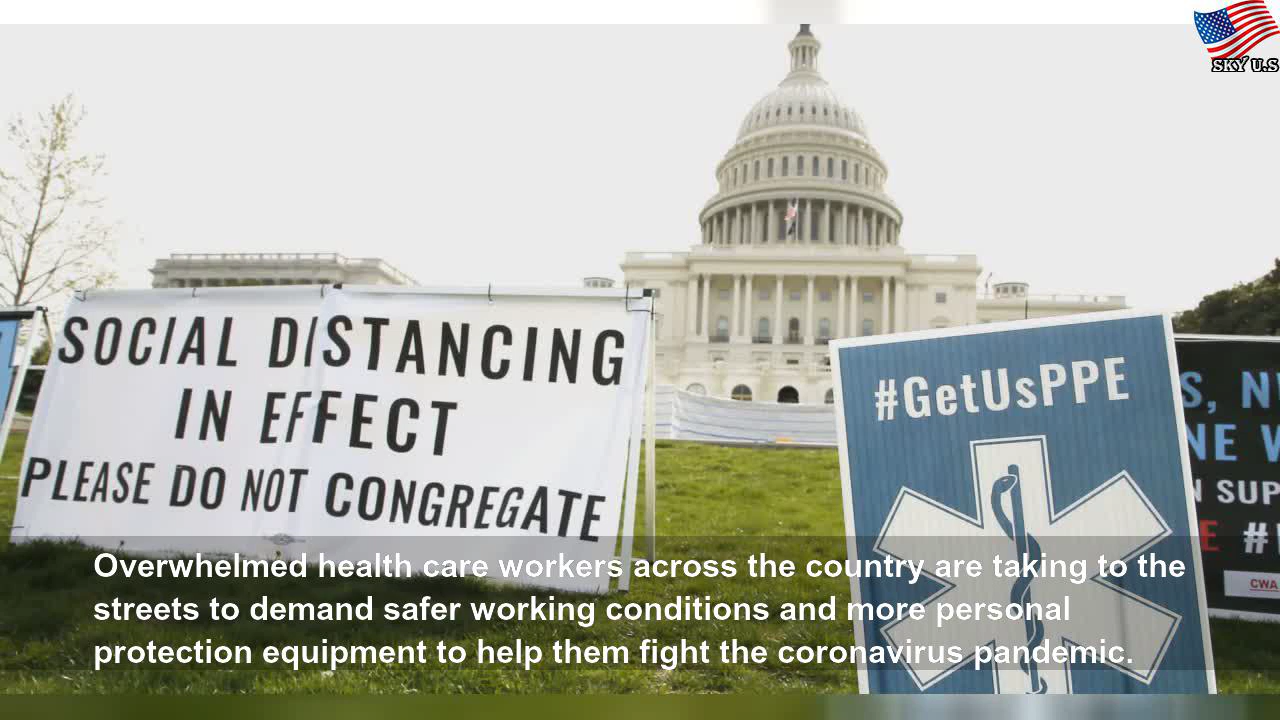 SKY U.S
SOCIAL DISTANCING
IN EFFECT
PLEASE DO NOT CONGREGATE
#GetUsPPE
CWA
Overwhelmed health care workers across the country are taking to the
streets to demand safer working conditions and more personal
protection equipment to help them fight the coronavirus pandemic.